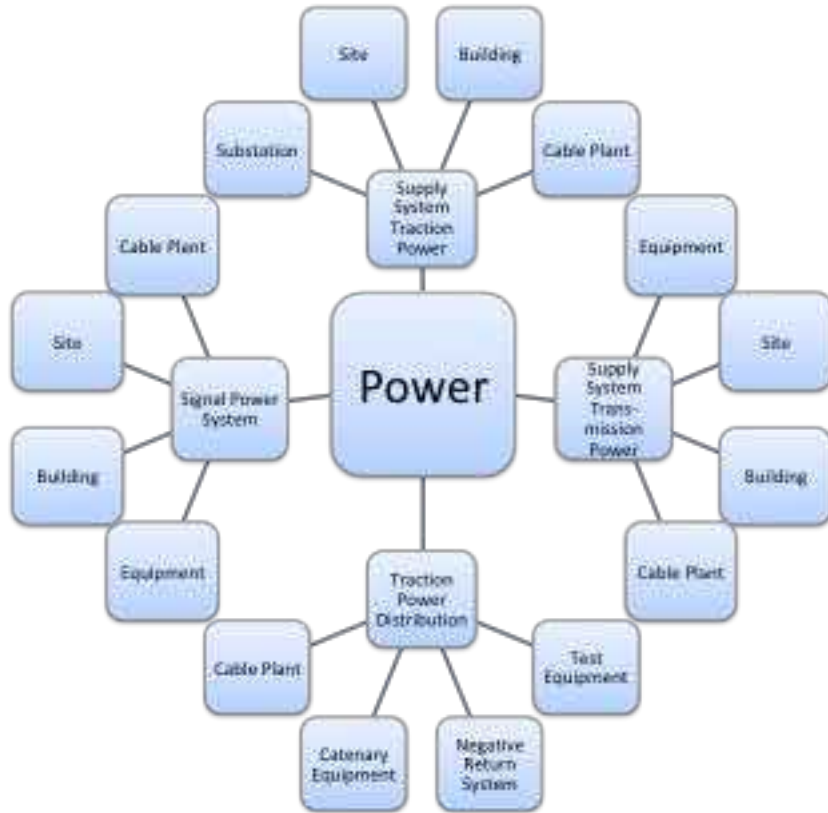 Site
Building
Substation
Cable Plant
Supply
System
Traction
Power
Cable Plant
Equipment
Site
Site
Power
Signal Power
System
Supply
System
Trans-
mission
Power
Building
Building
Equipment
Traction
Power
Distribution
Cable Plant
Cable Plant
Test
Equipment
Catenary
Equipment
Negative
Return
System